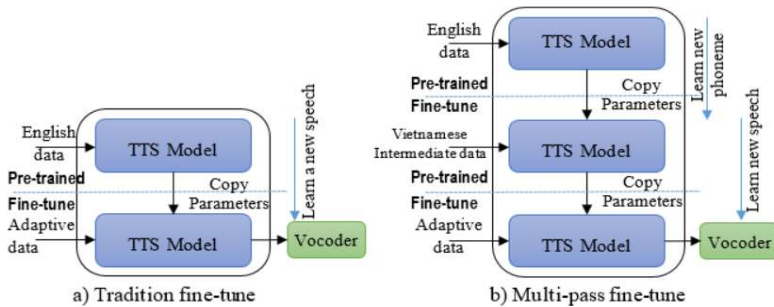 English
data
TTS Model
Pre-trained
Fine-tune
Copy
Parameters
Adaptive
data
TTS Model
Vocoder
Learn a new speech
a) Tradition fine-tune
English
data
TTS Model
Pre-trained
Fine-tune
Copy
Parameters
Learn new
phoneme
Vietnamese
Intermediate data
TTS Model
Pre-trained
Fine-tune
Copy
Parameters
Learn new speech
Adaptive
data
TTS Model
Vocoder
b) Multi-pass fine-tune